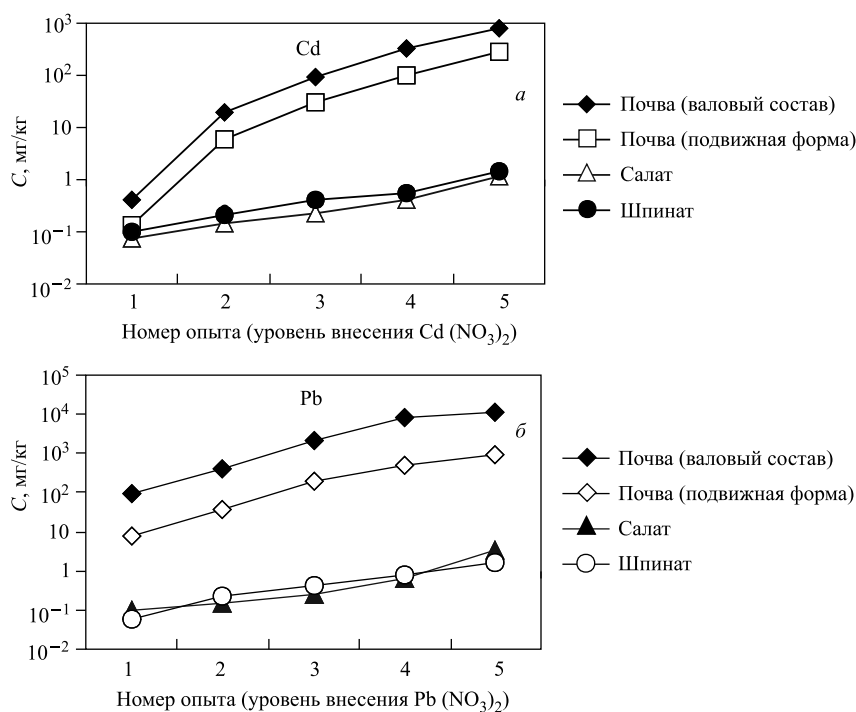 10³
10²
10
1
10⁻¹
10⁻²
C, мг/кг
Cd
а
1 2 3 4 5
Номер опыта (уровень внесения Cd (NO₃)₂)
Почва (валовый состав)
Почва (подвижная форма)
Салат
Шпинат
10⁵
10⁴
10³
10²
10
1
10⁻¹
10⁻²
C, мг/кг
Pb
б
1 2 3 4 5
Номер опыта (уровень внесения Pb (NO₃)₂)
Почва (валовый состав)
Почва (подвижная форма)
Салат
Шпинат